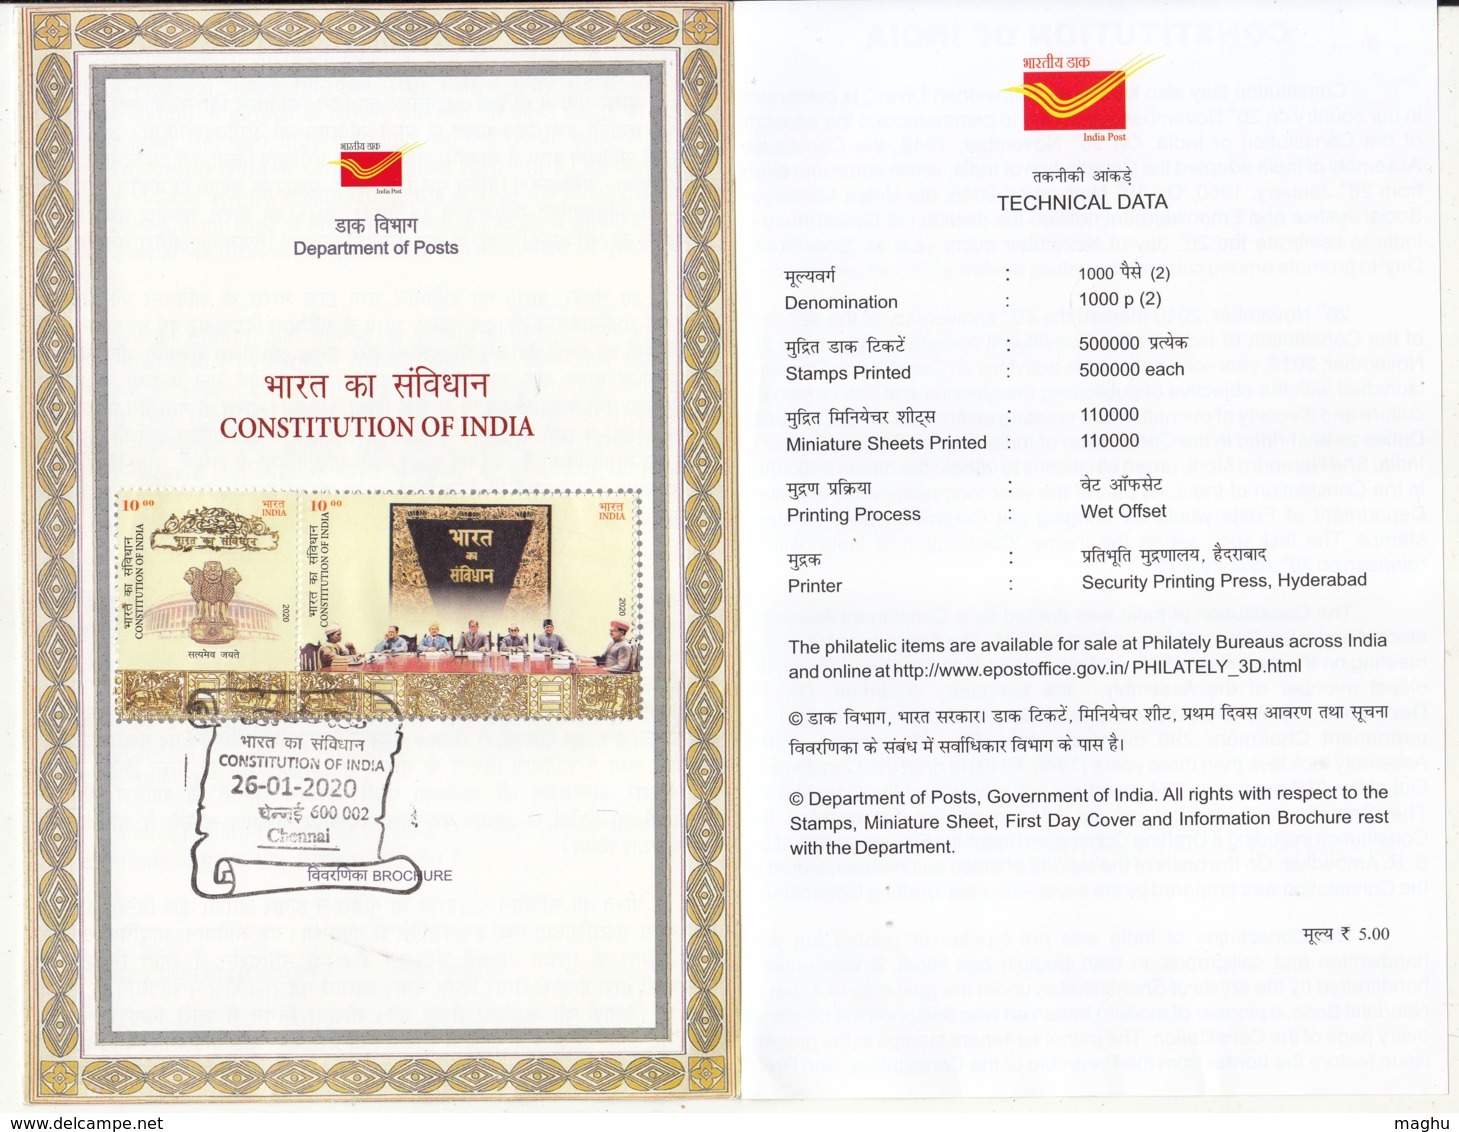 भारतीय डाक
India Post
डाक विभाग
Department of Posts
भारत का संविधान
CONSTITUTION OF INDIA
10 00
भारत
INDIA
भारत का संविधान
CONSTITUTION OF INDIA
भारत का संविधान
2020
सत्यमेव जयते
10 00
भारत
INDIA
भारत का संविधान
CONSTITUTION OF INDIA
भारत
का
संविधान
2020
भारत का संविधान
CONSTITUTION OF INDIA
26-01-2020
चेन्नई 600 002
Chennai
विवरणिका BROCHURE
भारतीय डाक
India Post
तकनीकी आंकड़े
TECHNICAL DATA
मूल्यवर्ग : 1000 पैसे (2)
Denomination : 1000 p (2)
मुद्रित डाक टिकटें : 500000 प्रत्येक
Stamps Printed : 500000 each
मुद्रित मिनियेचर शीट्स : 110000
Miniature Sheets Printed : 110000
मुद्रण प्रक्रिया : वेट ऑफसेट
Printing Process : Wet Offset
मुद्रक : प्रतिभूति मुद्रणालय, हैदराबाद
Printer : Security Printing Press, Hyderabad
The philatelic items are available for sale at Philately Bureaus across India
and online at http://www.epostoffice.gov.in/ PHILATELY_3D.html
© डाक विभाग, भारत सरकार। डाक टिकटें, मिनियेचर शीट, प्रथम दिवस आवरण तथा सूचना
विवरणिका के संबंध में सर्वाधिकार विभाग के पास है।
© Department of Posts, Government of India. All rights with respect to the
Stamps, Miniature Sheet, First Day Cover and Information Brochure rest
with the Department.
मूल्य ₹ 5.00
www.delcampe.net
maghu